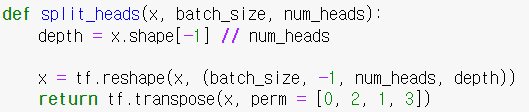 def split_heads(x, batch_size, num_heads):
    depth = x.shape[-1] // num_heads

    x = tf.reshape(x, (batch_size, -1, num_heads, depth))
    return tf.transpose(x, perm = [0, 2, 1, 3])